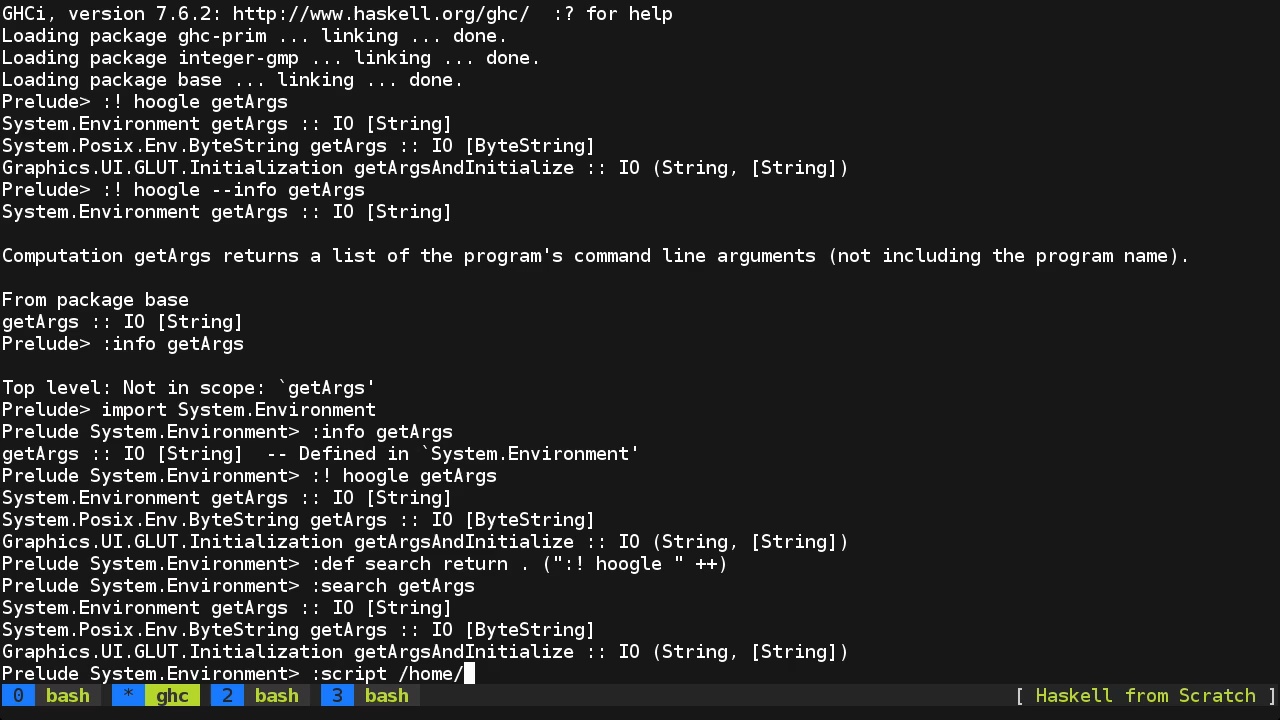 GHCi, version 7.6.2: http://www.haskell.org/ghc/  :? for help
Loading package ghc-prim ... linking ... done.
Loading package integer-gmp ... linking ... done.
Loading package base ... linking ... done.
Prelude> :! hoogle getArgs
System.Environment getArgs :: IO [String]
System.Posix.Env.ByteString getArgs :: IO [ByteString]
Graphics.UI.GLUT.Initialization getArgsAndInitialize :: IO (String, [String])
Prelude> :! hoogle --info getArgs
System.Environment getArgs :: IO [String]
Computation getArgs returns a list of the program's command line arguments (not including the program name).
From package base
getArgs :: IO [String]
Prelude> :info getArgs
Top level: Not in scope: `getArgs'
Prelude> import System.Environment
Prelude System.Environment> :info getArgs
getArgs :: IO [String]  -- Defined in `System.Environment'
Prelude System.Environment> :! hoogle getArgs
System.Environment getArgs :: IO [String]
System.Posix.Env.ByteString getArgs :: IO [ByteString]
Graphics.UI.GLUT.Initialization getArgsAndInitialize :: IO (String, [String])
Prelude System.Environment> :def search return . (":! hoogle " ++)
Prelude System.Environment> :search getArgs
System.Environment getArgs :: IO [String]
System.Posix.Env.ByteString getArgs :: IO [ByteString]
Graphics.UI.GLUT.Initialization getArgsAndInitialize :: IO (String, [String])
Prelude System.Environment> :script /home/
0 bash * ghc 2 bash 3 bash [ Haskell from Scratch ]